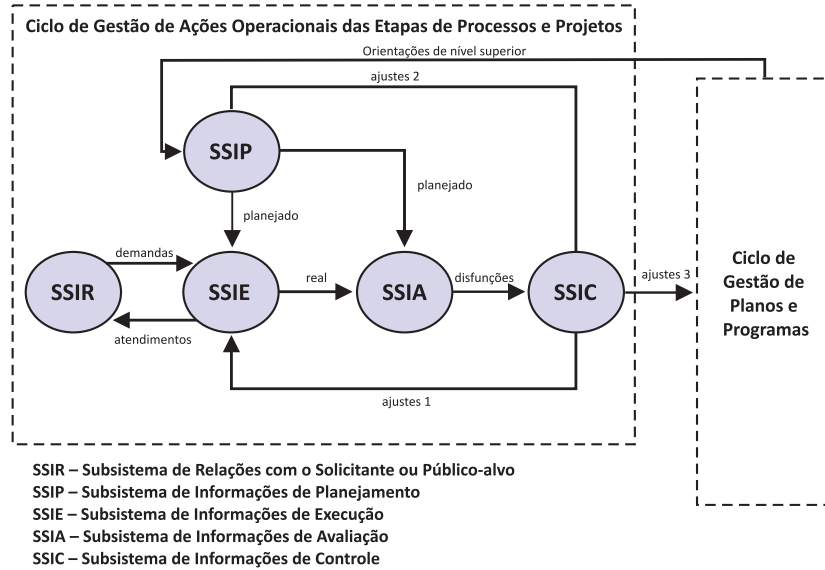 Ciclo de Gestão de Ações Operacionais das Etapas de Processos e Projetos
Orientações de nível superior
ajustes 2
SSIP
planejado
planejado
demandas
SSIR
SSIE
real
SSIA
disfunções
SSIC
ajustes 3
atendimentos
ajustes 1
Ciclo de
Gestão de
Planos e
Programas
SSIR – Subsistema de Relações com o Solicitante ou Público-alvo
SSIP – Subsistema de Informações de Planejamento
SSIE – Subsistema de Informações de Execução
SSIA – Subsistema de Informações de Avaliação
SSIC – Subsistema de Informações de Controle